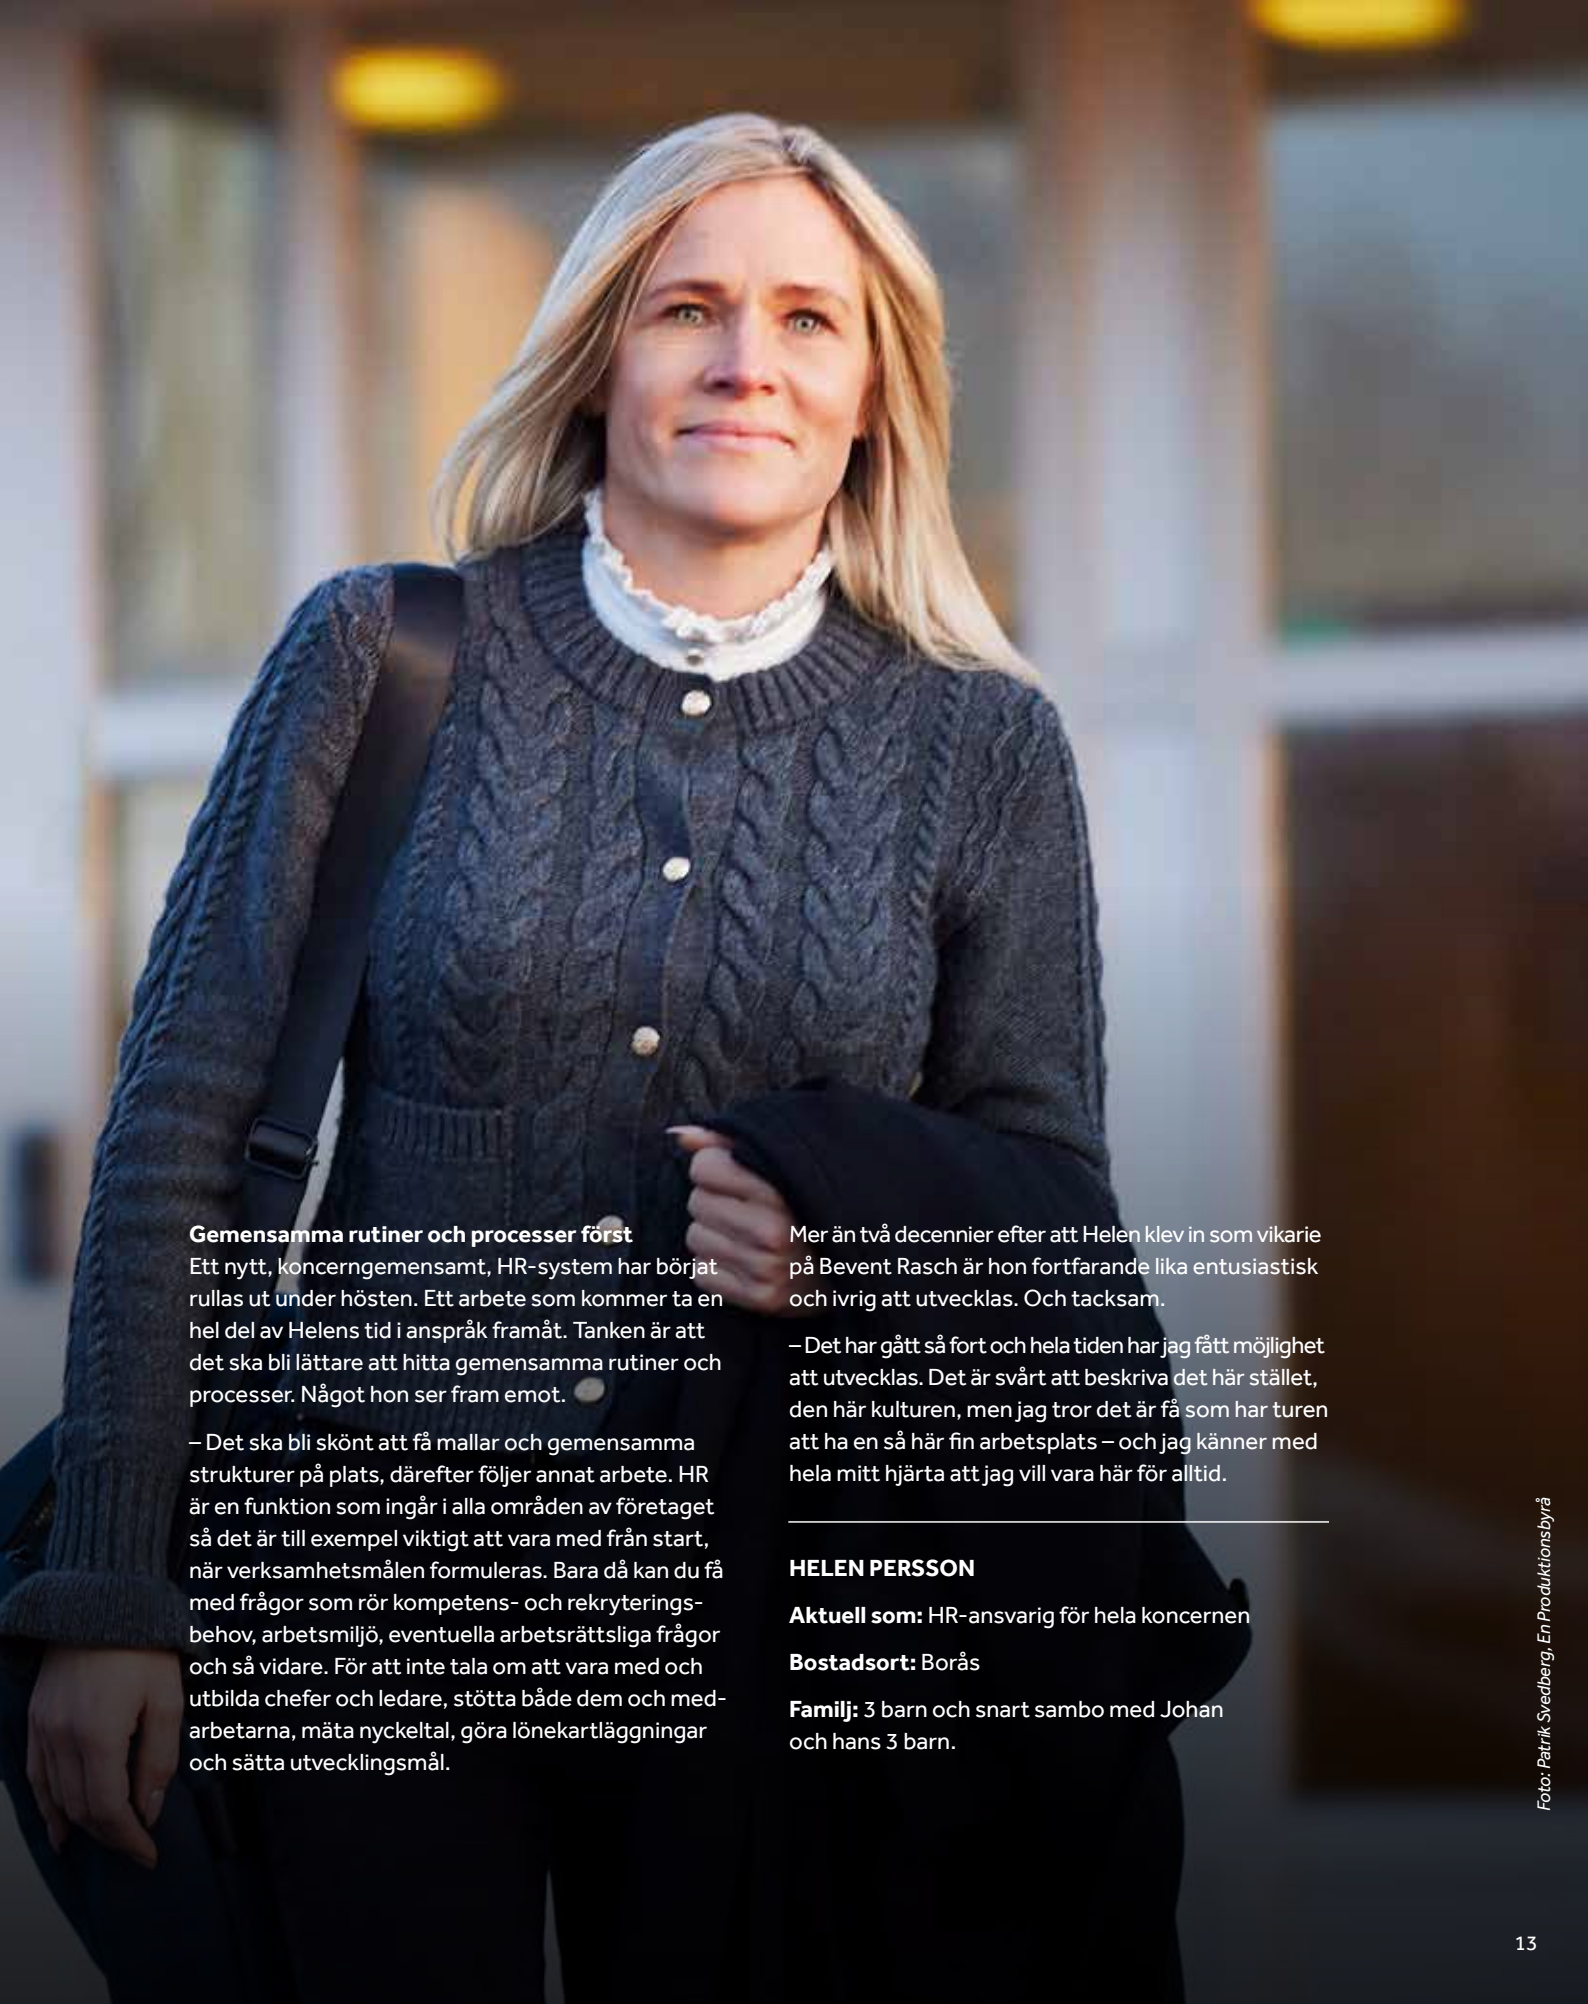 Gemensamma rutiner och processer först
Ett nytt, koncerngemensamt, HR-system har börjat
rullas ut under hösten. Ett arbete som kommer ta en
hel del av Helens tid i anspråk framåt. Tanken är att
det ska bli lättare att hitta gemensamma rutiner och
processer. Något hon ser fram emot.
– Det ska bli skönt att få mallar och gemensamma
strukturer på plats, därefter följer annat arbete. HR
är en funktion som ingår i alla områden av företaget
så det är till exempel viktigt att vara med från start,
när verksamhetsmålen formuleras. Bara då kan du få
med frågor som rör kompetens- och rekryterings-
behov, arbetsmiljö, eventuella arbetsrättsliga frågor
och så vidare. För att inte tala om att vara med och
utbilda chefer och ledare, stötta både dem och med-
arbetarna, mäta nyckeltal, göra lönekartläggningar
och sätta utvecklingsmål.
Mer än två decennier efter att Helen klev in som vikarie
på Bevent Rasch är hon fortfarande lika entusiastisk
och ivrig att utvecklas. Och tacksam.
– Det har gått så fort och hela tiden har jag fått möjlighet
att utvecklas. Det är svårt att beskriva det här stället,
den här kulturen, men jag tror det är få som har turen
att ha en så här fin arbetsplats – och jag känner med
hela mitt hjärta att jag vill vara här för alltid.
HELEN PERSSON
Aktuell som: HR-ansvarig för hela koncernen
Bostadsort: Borås
Familj: 3 barn och snart sambo med Johan
och hans 3 barn.
Foto: Patrik Svedberg, En Produktionsbyrå
13